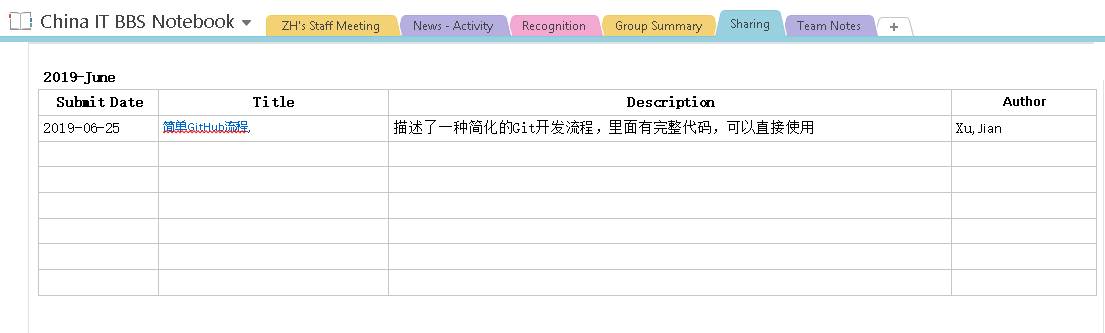 China IT BBS Notebook
ZH's Staff Meeting
News - Activity
Recognition
Group Summary
Sharing
Team Notes
+
2019-June
Submit Date Title Description Author
2019-06-25 简单GitHub流程. 描述了一种简化的Git开发流程，里面有完整代码，可以直接使用 Xu, Jian